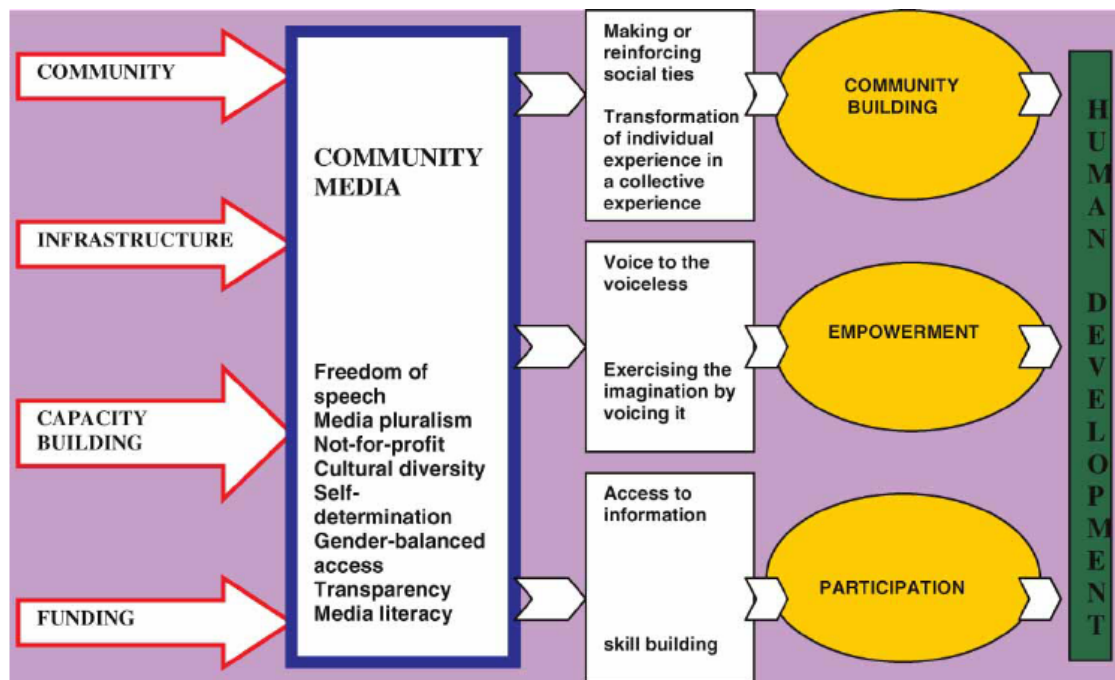 COMMUNITY
INFRASTRUCTURE
CAPACITY
BUILDING
FUNDING
COMMUNITY
MEDIA
Freedom of
speech
Media pluralism
Not-for-profit
Cultural diversity
Self-
determination
Gender-balanced
access
Transparency
Media literacy
Making or
reinforcing
social ties
Transformation
of individual
experience in
a collective
experience
Voice to the
voiceless
Exercising the
imagination by
voicing it
Access to
information
skill building
COMMUNITY
BUILDING
EMPOWERMENT
PARTICIPATION
HUMAN DEVELOPMENT